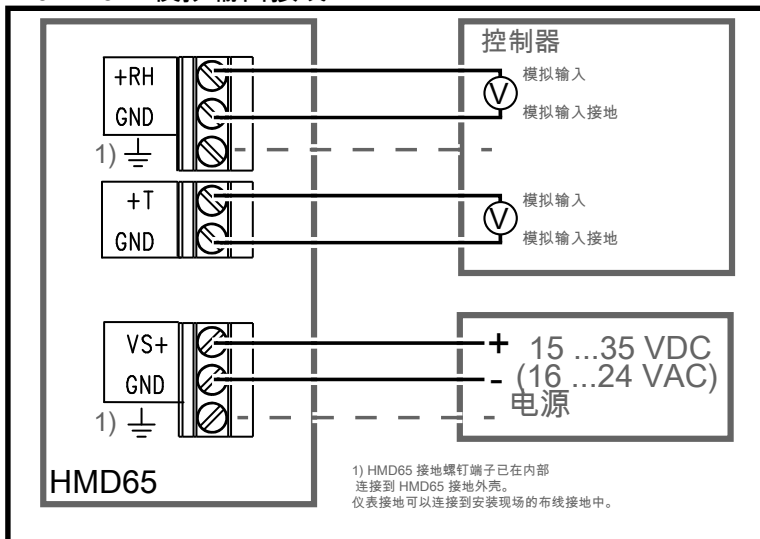 控制器
+RH
模拟输入
V
GND
模拟输入接地
1)
+T
模拟输入
V
GND
模拟输入接地
VS+
+ 15 ...35 VDC
GND
- (16 ...24 VAC)
电源
1)
HMD65
1) HMD65 接地螺钉端子已在内部
连接到 HMD65 接地外壳。
仪表接地可以连接到安装现场的布线接地中。